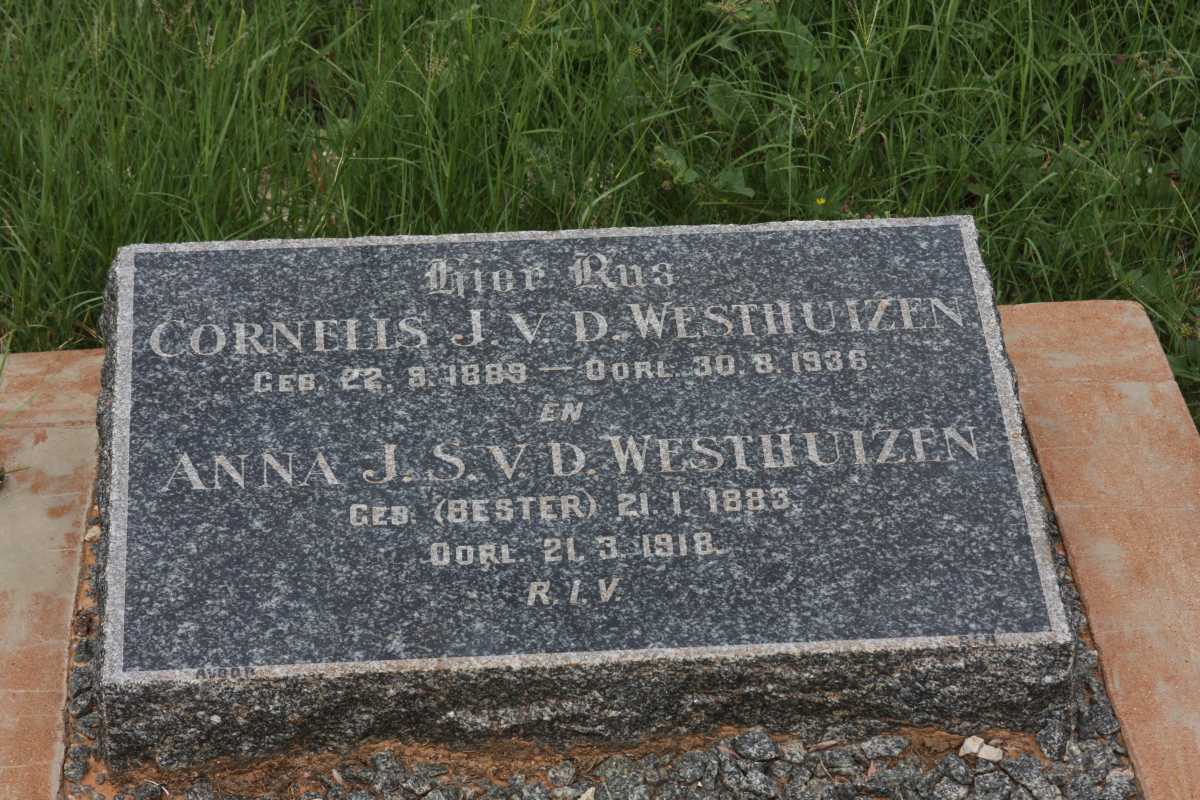 Hier Rus
CORNELIS J. V. D. WESTHUIZEN
GEB. 22. 9. 1889 — OORL. 30. 8. 1936.
EN
ANNA J. S. V. D. WESTHUIZEN
GEB. (BESTER) 21. 1. 1883.
OORL. 21. 3. 1918.
R.I.V.